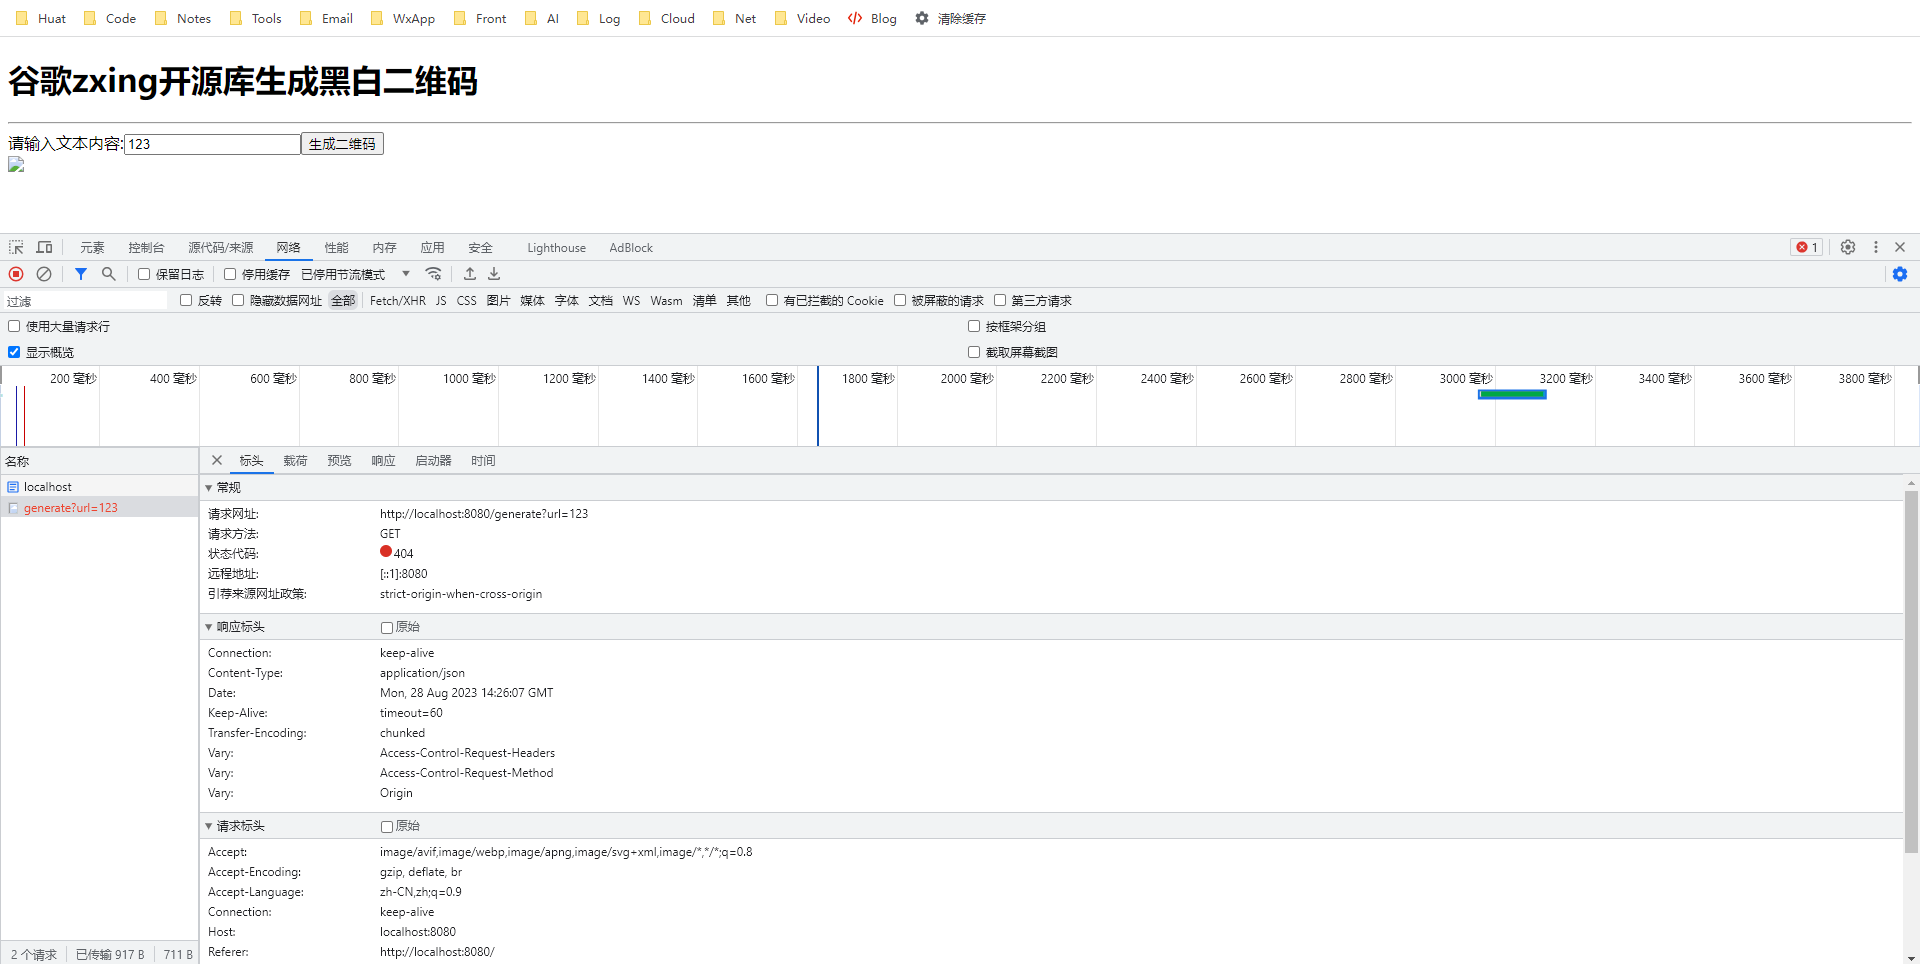 Huat Code Notes Tools Email WxApp Front AI Log Cloud Net Video Blog 清除缓存
谷歌zxing开源库生成黑白二维码
请输入文本内容:123 生成二维码
元素 控制台 源代码/来源 网络 性能 内存 应用 安全 Lighthouse AdBlock 1
保留日志 停用缓存 已停用节流模式
过滤 反转 隐藏数据网址 全部 Fetch/XHR JS CSS 图片 媒体 字体 文档 WS Wasm 清单 其他 有已拦截的 Cookie 被屏蔽的请求 第三方请求
使用大量请求行 按框架分组
显示概览 截取屏幕截图
200 毫秒 400 毫秒 600 毫秒 800 毫秒 1000 毫秒 1200 毫秒 1400 毫秒 1600 毫秒 1800 毫秒 2000 毫秒 2200 毫秒 2400 毫秒 2600 毫秒 2800 毫秒 3000 毫秒 3200 毫秒 3400 毫秒 3600 毫秒 3800 毫秒
名称 标头 载荷 预览 响应 启动器 时间
localhost
generate?url=123
常规
请求网址: http://localhost:8080/generate?url=123
请求方法: GET
状态代码: 404
远程地址: [::1]:8080
引荐来源网址政策: strict-origin-when-cross-origin
响应标头 原始
Connection: keep-alive
Content-Type: application/json
Date: Mon, 28 Aug 2023 14:26:07 GMT
Keep-Alive: timeout=60
Transfer-Encoding: chunked
Vary: Access-Control-Request-Headers
Vary: Access-Control-Request-Method
Vary: Origin
请求标头 原始
Accept: image/avif,image/webp,image/apng,image/svg+xml,image/*,*/*;q=0.8
Accept-Encoding: gzip, deflate, br
Accept-Language: zh-CN,zh;q=0.9
Connection: keep-alive
Host: localhost:8080
Referer: http://localhost:8080/
2 个请求 已传输 917 B 711 B